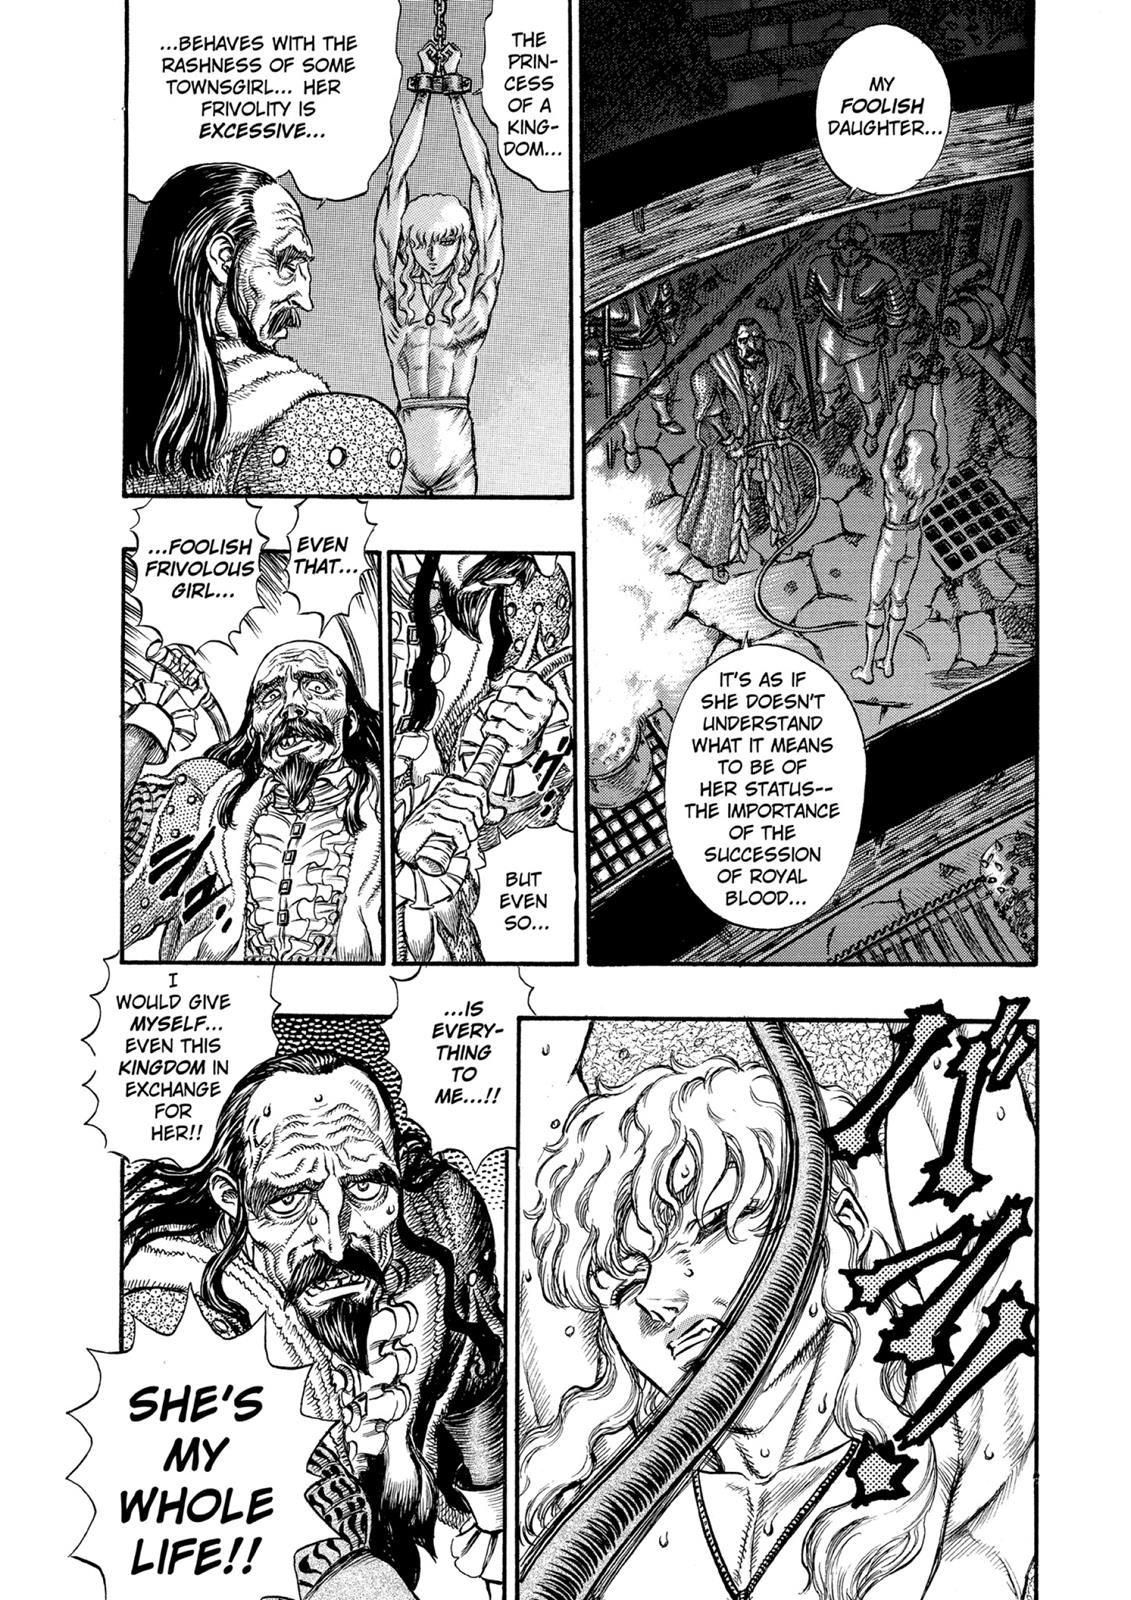 MY
FOOLISH
DAUGHTER...
IT'S AS IF
SHE DOESN'T
UNDERSTAND
WHAT IT MEANS
TO BE OF
HER STATUS--
THE IMPORTANCE
OF THE
SUCCESSION
OF ROYAL
BLOOD...
THE
PRIN-
CESS
OF A
KING-
DOM...
...BEHAVES WITH THE
RASHNESS OF SOME
TOWNSGIRL... HER
FRIVOLITY IS
EXCESSIVE...
BUT
EVEN
SO...
EVEN
THAT...
...FOOLISH
FRIVOLOUS
GIRL...
...IS
EVERY-
THING
TO
ME...!!
I
WOULD GIVE
MYSELF...
EVEN THIS
KINGDOM IN
EXCHANGE
FOR
HER!!
SHE'S
MY
WHOLE
LIFE!!